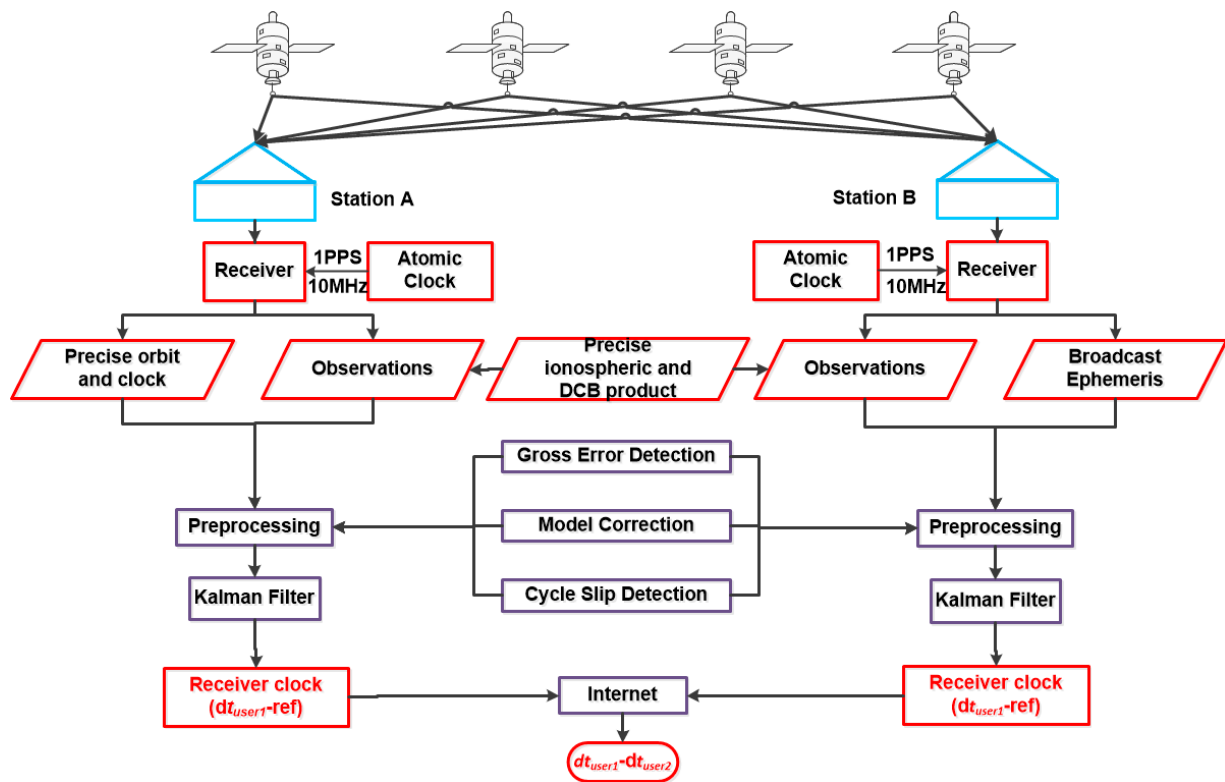 Station A
Station B
Receiver
1PPS
10MHz
Atomic
Clock
Atomic
Clock
1PPS
10MHz
Receiver
Precise orbit
and clock
Observations
Precise
ionospheric and
DCB product
Observations
Broadcast
Ephemeris
Gross Error Detection
Preprocessing
Model Correction
Preprocessing
Kalman Filter
Cycle Slip Detection
Kalman Filter
Receiver clock
(dtuser1-ref)
Internet
Receiver clock
(dtuser1-ref)
dtuser1-dtuser2